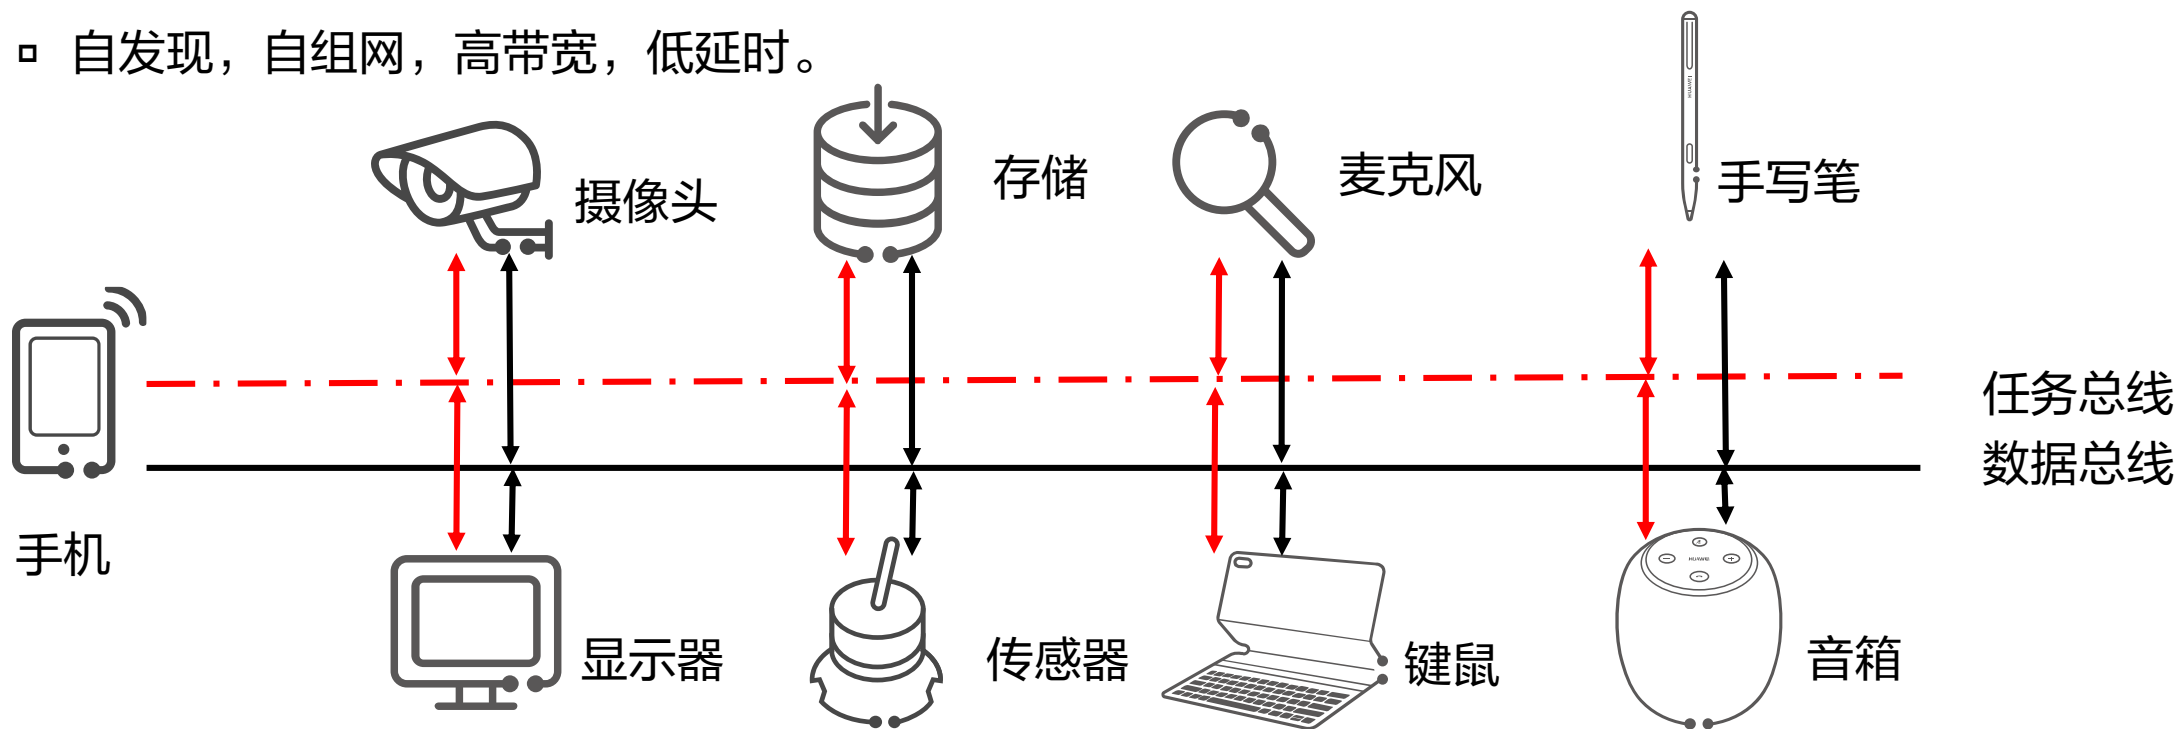 自发现，自组网，高带宽，低延时。
摄像头
存储
麦克风
手写笔
HUAWEI
任务总线
数据总线
手机
显示器
传感器
键鼠
HUAWEI
音箱